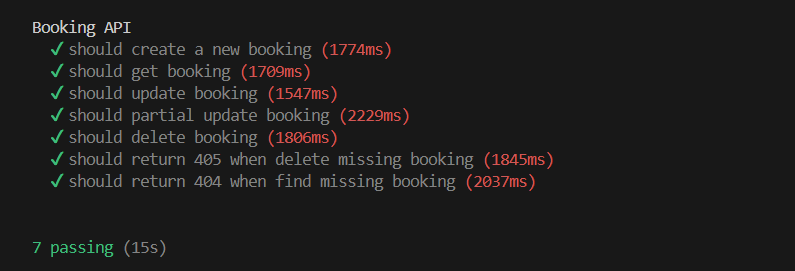 Booking API
✓ should create a new booking (1774ms)
✓ should get booking (1709ms)
✓ should update booking (1547ms)
✓ should partial update booking (2229ms)
✓ should delete booking (1806ms)
✓ should return 405 when delete missing booking (1845ms)
✓ should return 404 when find missing booking (2037ms)
7 passing (15s)